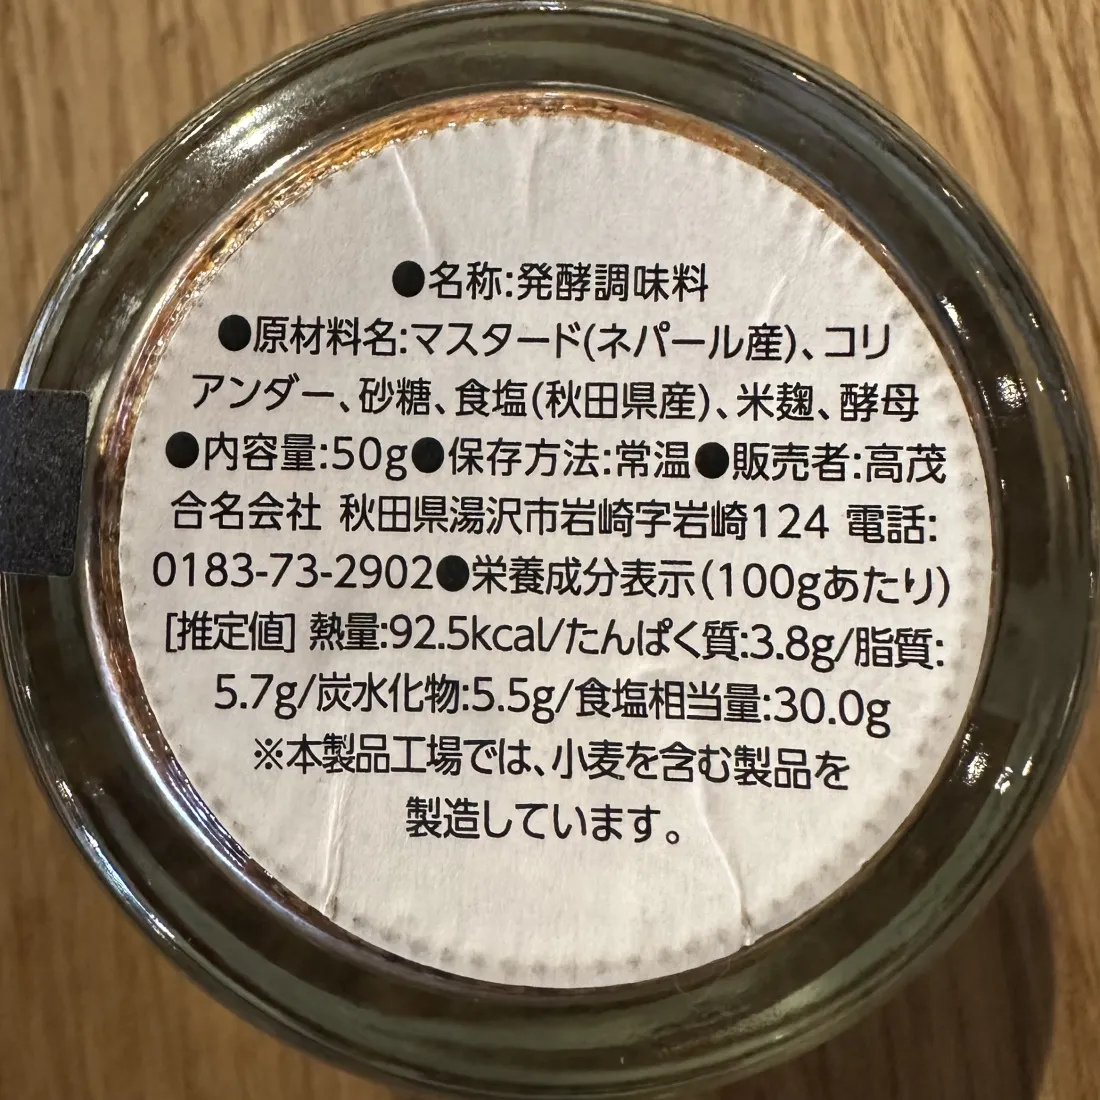 ●名称:発酵調味料
●原材料名:マスタード(ネパール産)、コリ
アンダー、砂糖、食塩(秋田県産)、米麹、酵母
●内容量:50g●保存方法:常温●販売者:高茂
合名会社 秋田県湯沢市岩崎字岩崎124 電話:
0183-73-2902●栄養成分表示(100gあたり)
[推定値] 熱量:92.5kcal/たんぱく質:3.8g/脂質:
5.7g/炭水化物:5.5g/食塩相当量:30.0g
※本製品工場では、小麦を含む製品を
製造しています。